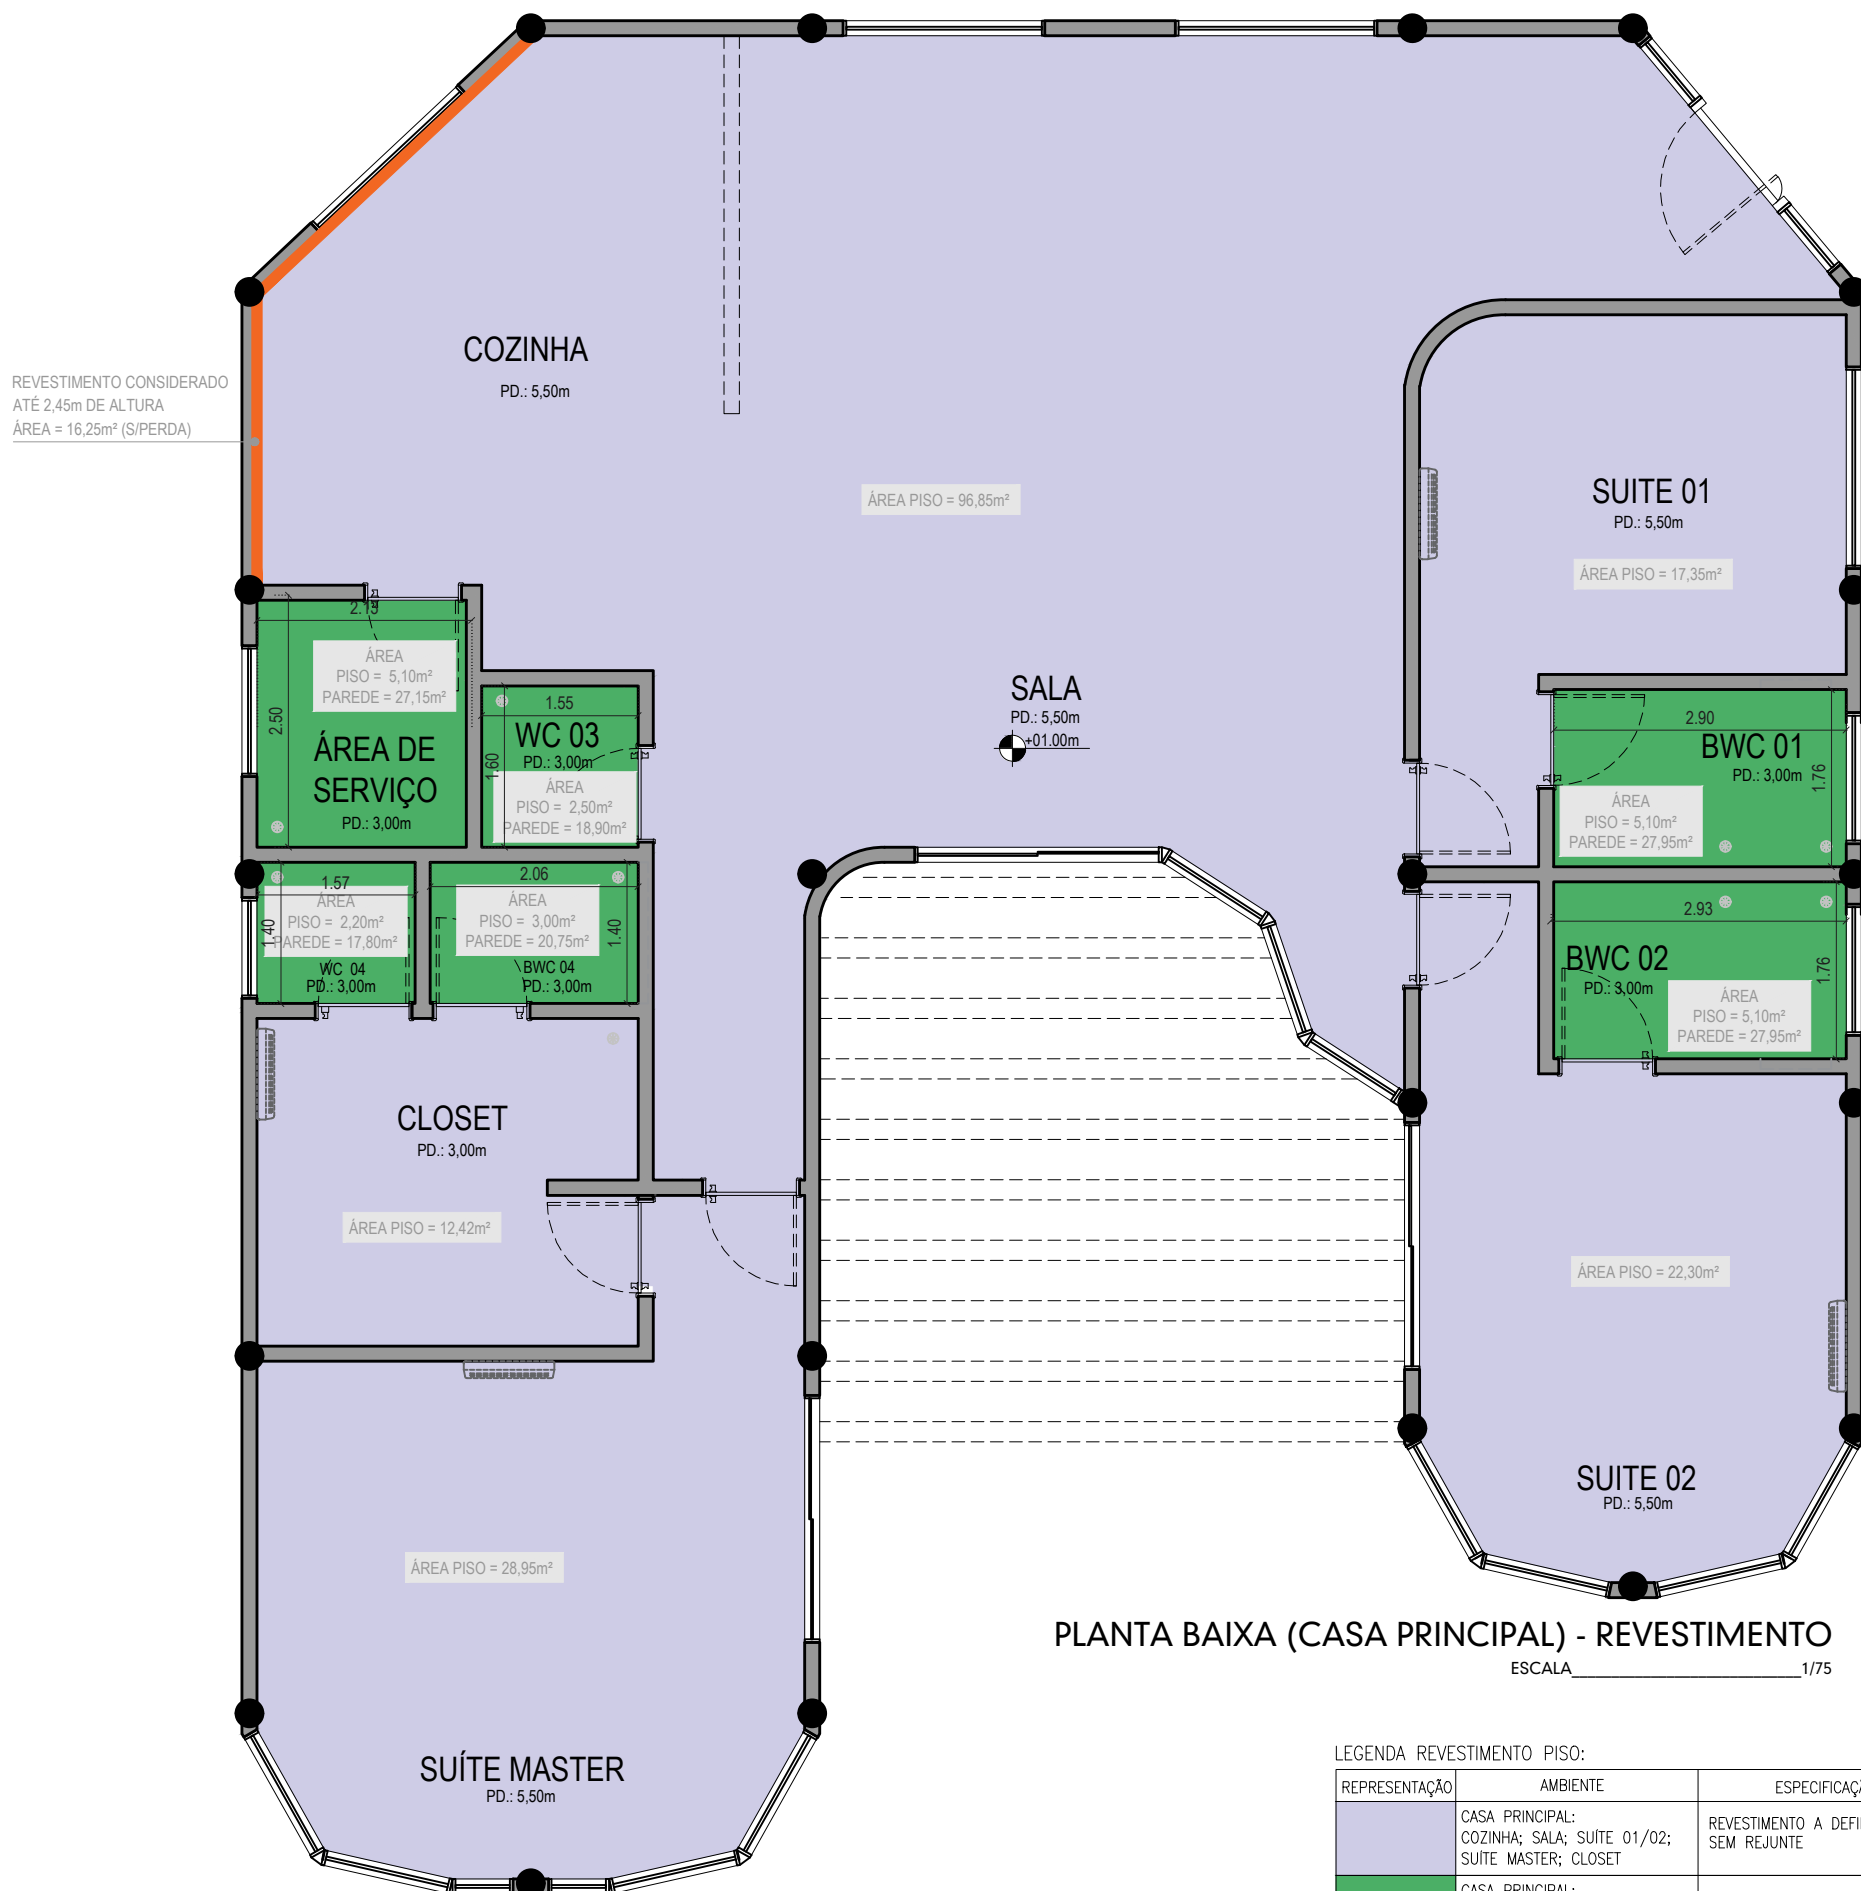 COZINHA
PD.: 5,50m
REVESTIMENTO CONSIDERADO
ATÉ 2,45m DE ALTURA
ÁREA = 16,25m² (S/PERDA)
ÁREA PISO = 96,85m²
SUITE 01
PD.: 5,50m
ÁREA PISO = 17,35m²
2.15
ÁREA
PISO = 5,10m²
PAREDE = 27,15m²
2.50
ÁREA DE
SERVIÇO
PD.: 3,00m
1.55
WC 03
PD.: 3,00m
1.60
ÁREA
PISO = 2,50m²
PAREDE = 18,90m²
SALA
PD.: 5,50m
+01.00m
2.90
BWC 01
PD.: 3,00m
1.76
ÁREA
PISO = 5,10m²
PAREDE = 27,95m²
1.57
ÁREA
PISO = 2,20m²
PAREDE = 17,80m²
1.40
WC 04
PD.: 3,00m
2.06
ÁREA
PISO = 3,00m²
PAREDE = 20,75m²
1.40
BWC 04
PD.: 3,00m
2.93
BWC 02
PD.: 3,00m
1.76
ÁREA
PISO = 5,10m²
PAREDE = 27,95m²
CLOSET
PD.: 3,00m
ÁREA PISO = 12,42m²
ÁREA PISO = 22,30m²
SUITE 02
PD.: 5,50m
ÁREA PISO = 28,95m²
SUÍTE MASTER
PD.: 5,50m
PLANTA BAIXA (CASA PRINCIPAL) - REVESTIMENTO
ESCALA 1/75
LEGENDA REVESTIMENTO PISO:
REPRESENTAÇÃO AMBIENTE
CASA PRINCIPAL:
COZINHA; SALA; SUÍTE 01/02;
SUÍTE MASTER; CLOSET
REVESTIMENTO A
SEM REJUNTE
CASA PRINCIPAL: